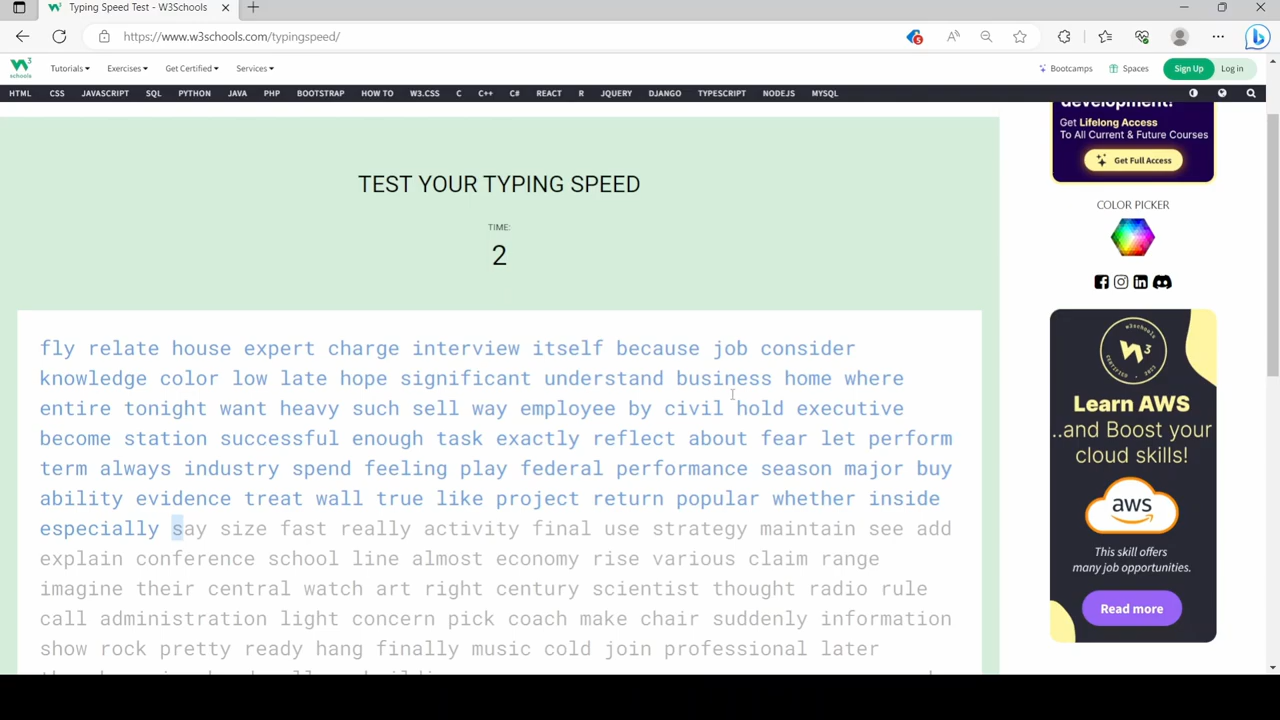 Typing Speed Test - W3Schools
https://www.w3schools.com/typingspeed/
W3 schools Tutorials Exercises Get Certified Services Bootcamps Spaces Sign Up Log in
HTML CSS JAVASCRIPT SQL PYTHON JAVA PHP BOOTSTRAP HOW TO W3.CSS C C++ C# REACT R JQUERY DJANGO TYPESCRIPT NODEJS MYSQL
development!
Get Lifelong Access
To All Current & Future Courses
Get Full Access
COLOR PICKER
TEST YOUR TYPING SPEED
TIME:
2
fly relate house expert charge interview itself because job consider
knowledge color low late hope significant understand business home where
entire tonight want heavy such sell way employee by civil hold executive
become station successful enough task exactly reflect about fear let perform
term always industry spend feeling play federal performance season major buy
ability evidence treat wall true like project return popular whether inside
especially say size fast really activity final use strategy maintain see add
explain conference school line almost economy rise various claim range
imagine their central watch art right century scientist thought radio rule
call administration light concern pick coach make chair suddenly information
show rock pretty ready hang finally music cold join professional later
W3
Learn AWS
..and Boost your
cloud skills!
aws
This skill offers
many job opportunities.
Read more